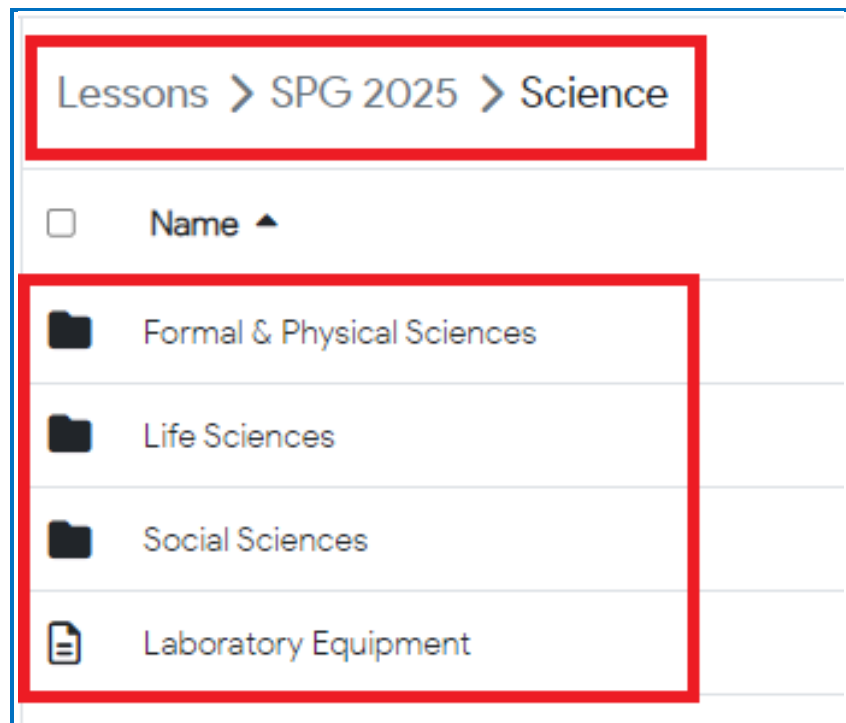 Lessons > SPG 2025 > Science
Name
Formal & Physical Sciences
Life Sciences
Social Sciences
Laboratory Equipment